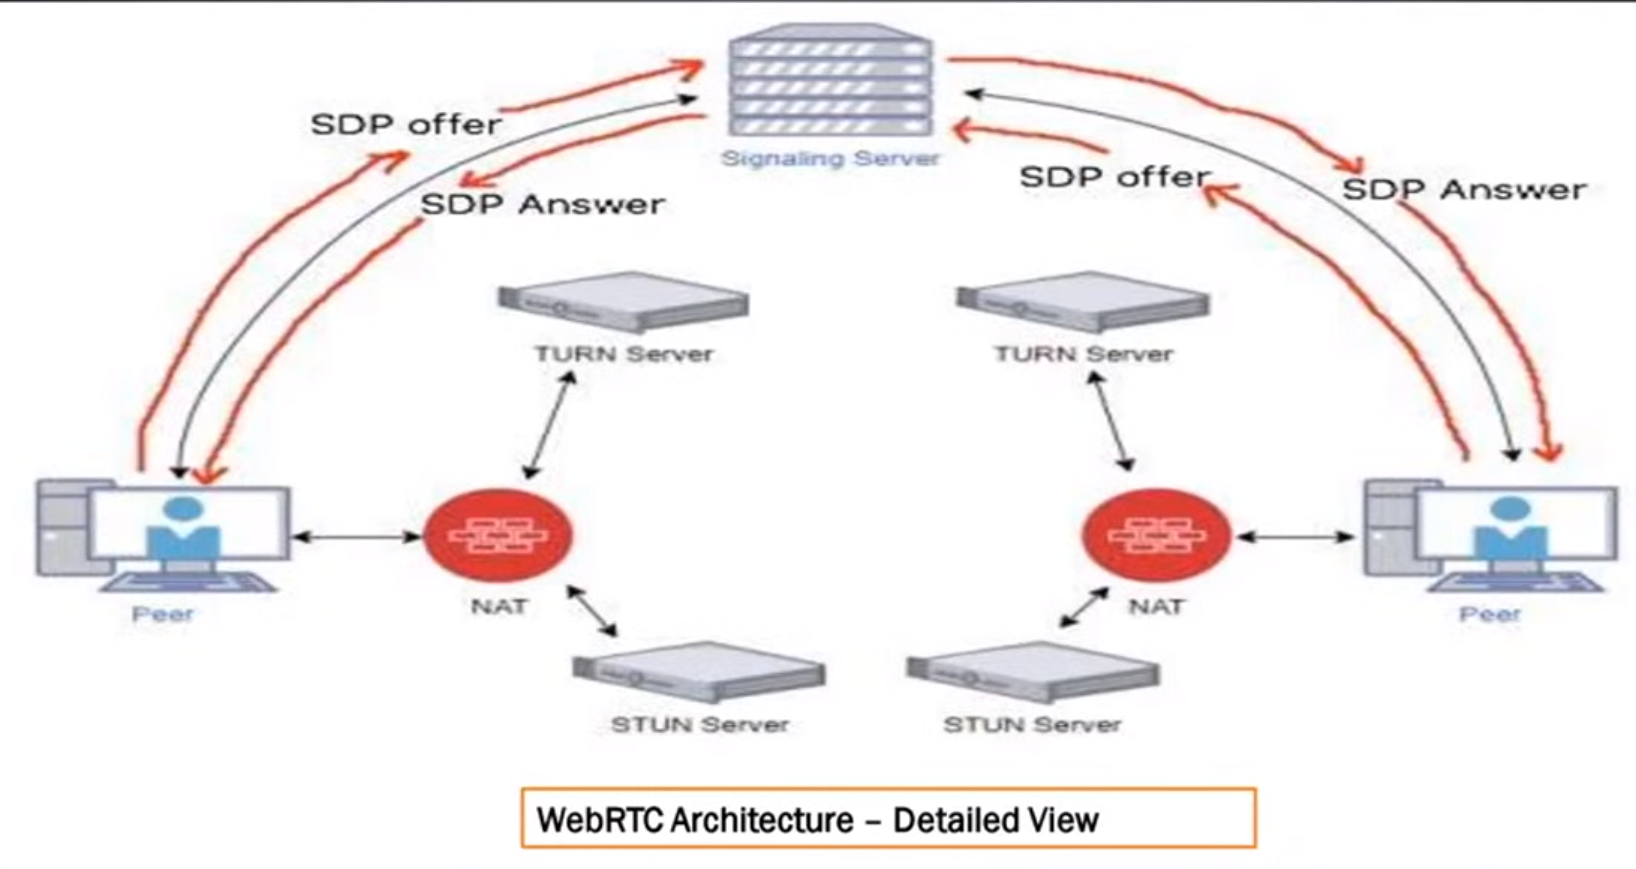 SDP offer
Signaling Server
SDP offer
SDP Answer
SDP Answer
TURN Server
TURN Server
Peer
NAT
NAT
Peer
STUN Server
STUN Server
WebRTC Architecture – Detailed View